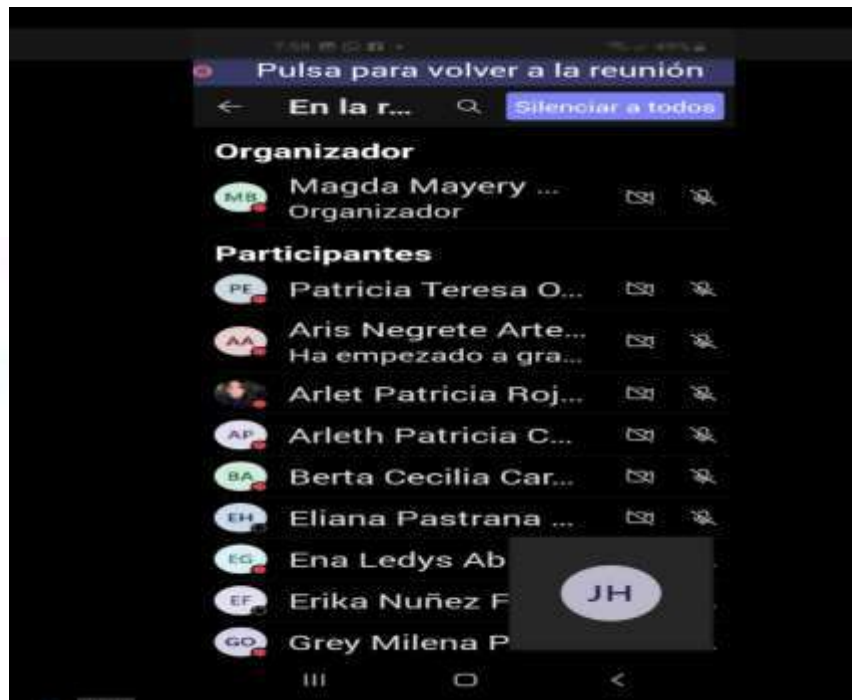 7:58
Pulsa para volver a la reunión
En la r... Silenciar a todos
Organizador
MB Magda Mayery ...
Organizador
Participantes
PE Patricia Teresa O...
AA Aris Negrete Arte...
Ha empezado a gra...
Arlet Patricia Roj...
AP Arleth Patricia C...
BA Berta Cecilia Car...
EH Eliana Pastrana ...
EG Ena Ledys Ab
EF Erika Nuñez F
JH
GO Grey Milena P